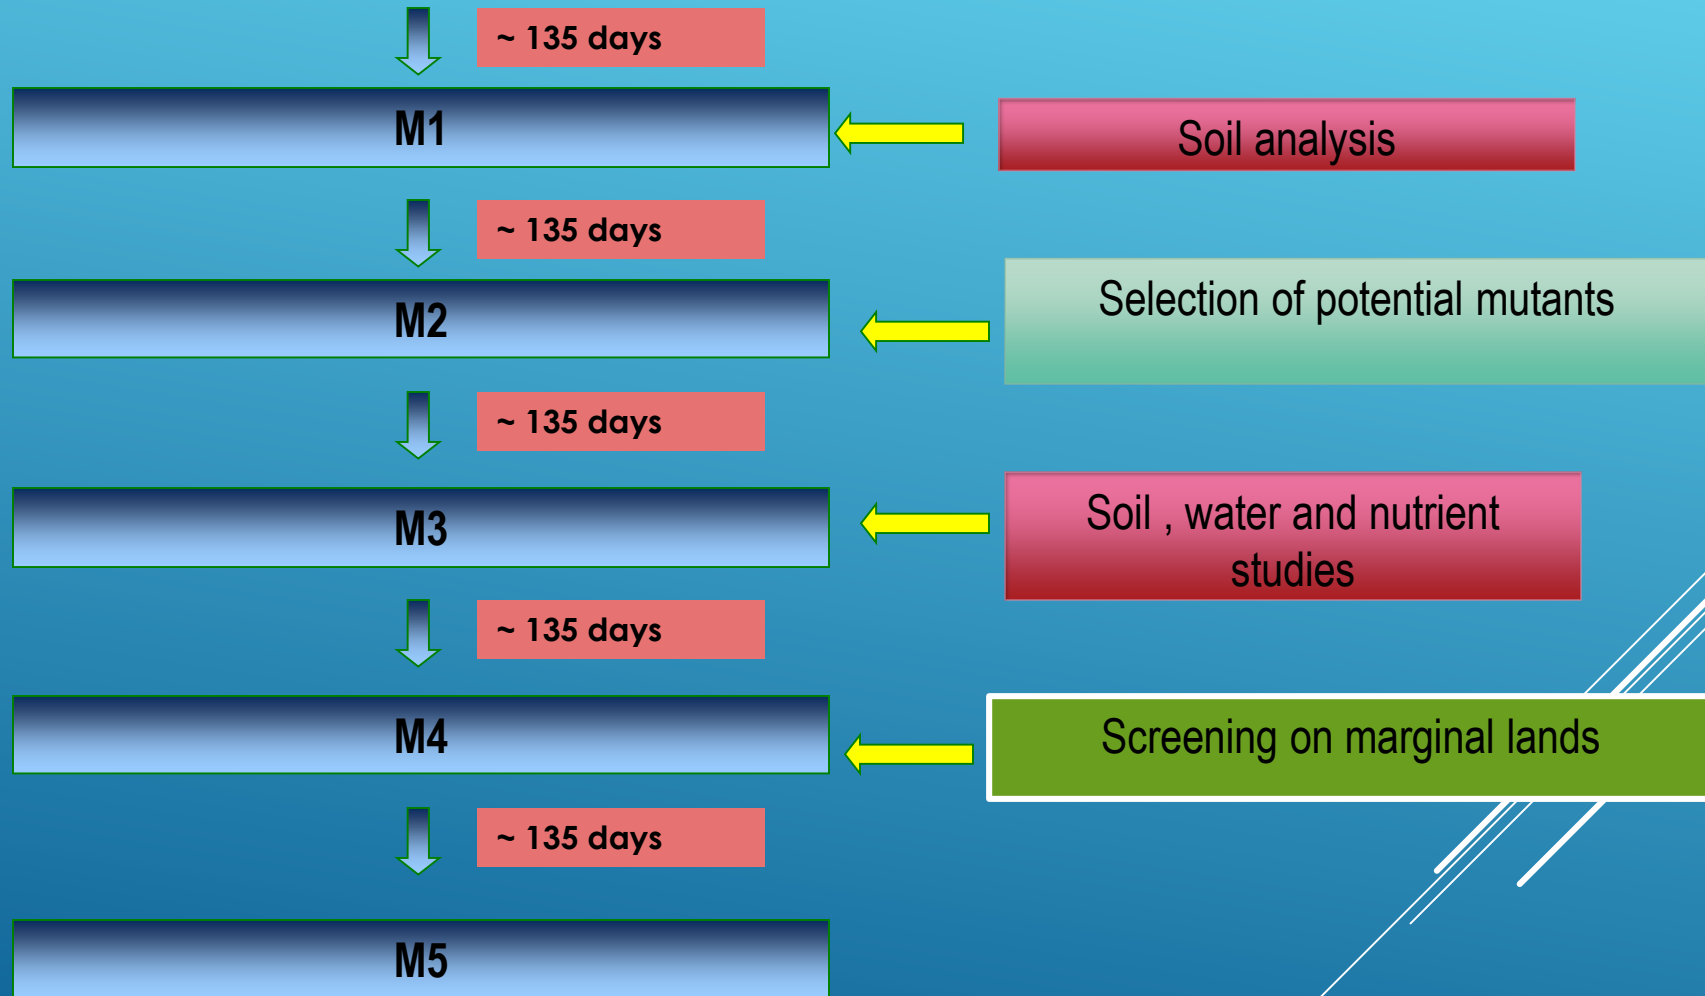 ~ 135 days
M1
Soil analysis
~ 135 days
M2
Selection of potential mutants
~ 135 days
M3
Soil , water and nutrient
studies
~ 135 days
M4
Screening on marginal lands
~ 135 days
M5